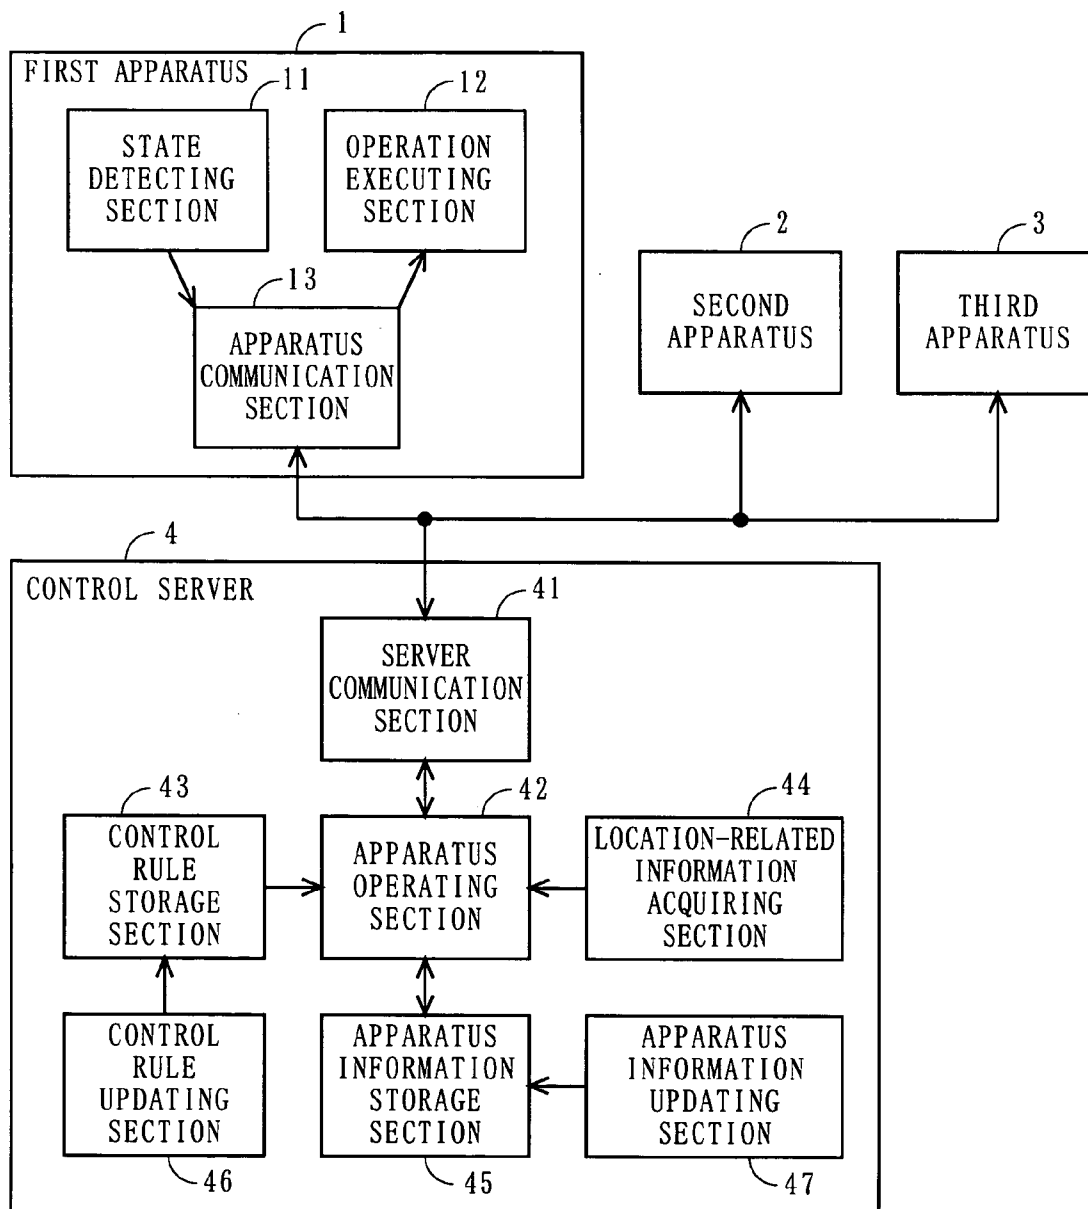 1
FIRST APPARATUS
11
12
STATE
DETECTING
SECTION
OPERATION
EXECUTING
SECTION
13
APPARATUS
COMMUNICATION
SECTION
2
3
SECOND
APPARATUS
THIRD
APPARATUS
4
CONTROL SERVER
41
SERVER
COMMUNICATION
SECTION
43
42
44
CONTROL
RULE
STORAGE
SECTION
APPARATUS
OPERATING
SECTION
LOCATION-RELATED
INFORMATION
ACQUIRING
SECTION
CONTROL
RULE
UPDATING
SECTION
APPARATUS
INFORMATION
STORAGE
SECTION
APPARATUS
INFORMATION
UPDATING
SECTION
46
45
47